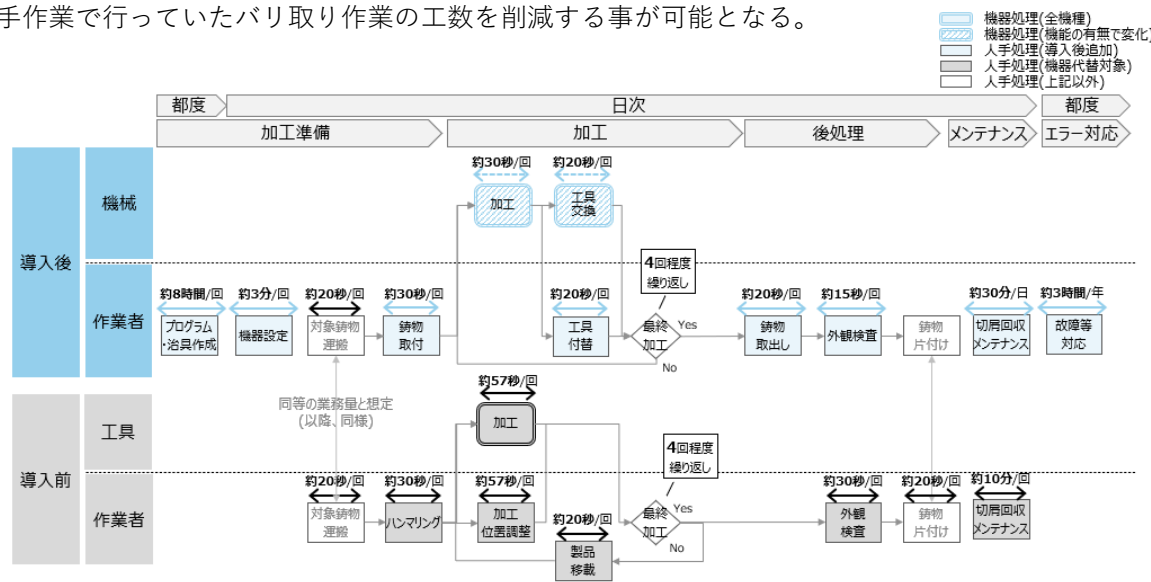 手作業で行っていたバリ取り作業の工数を削減する事が可能となる。
機器処理(全機種)
機器処理(機能の有無で変化)
人手処理(導入後追加)
人手処理(機器代替対象)
人手処理(上記以外)
都度
日次
都度
加工準備
加工
後処理
メンテナンス
エラー対応
導入後
機械
約30秒/回
約20秒/回
加工
工具
交換
作業者
4回程度
繰り返し
約8時間/回
約3分/回
約20秒/回
約30秒/回
約20秒/回
約20秒/回
約15秒/回
約30分/日
約3時間/年
プログラム
・治具作成
機器設定
対象鋳物
運搬
鋳物
取付
工具
付替
最終
加工
Yes
No
鋳物
取出し
外観検査
鋳物
片付け
切屑回収
メンテナンス
故障等
対応
同等の業務量と想定
(以降、同様)
導入前
工具
約57秒/回
加工
作業者
4回程度
繰り返し
約20秒/回
約30秒/回
約57秒/回
約30秒/回
約20秒/回
約10分/回
対象鋳物
運搬
ハンマリング
加工
位置調整
約20秒/回
製品
移載
最終
加工
Yes
No
外観
検査
鋳物
片付け
切屑回収
メンテナンス